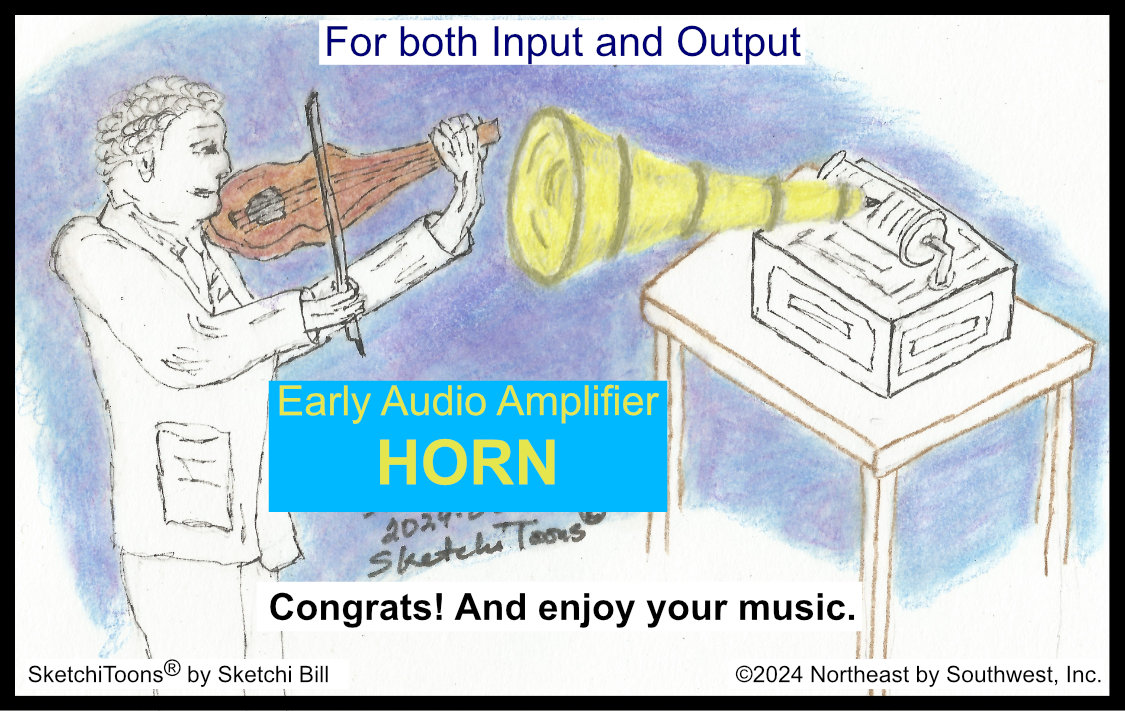 For both Input and Output
Early Audio Amplifier
HORN
2024.
SketchiToons©
Congrats! And enjoy your music.
SketchiToons® by Sketchi Bill
©2024 Northeast by Southwest, Inc.